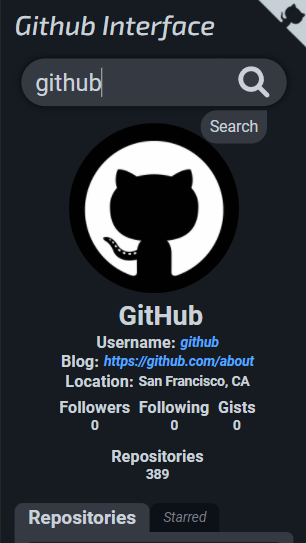 Github Interface
github
Search
GitHub
Username: github
Blog: https://github.com/about
Location: San Francisco, CA
Followers Following Gists
0 0 0
Repositories
389
Repositories Starred